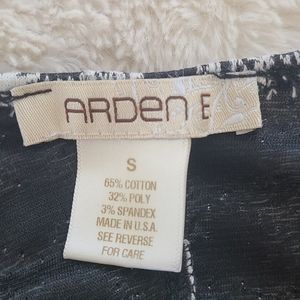 ARDEN B
S
65% COTTON
32% POLY
3% SPANDEX
MADE IN U.S.A.
SEE REVERSE
FOR CARE